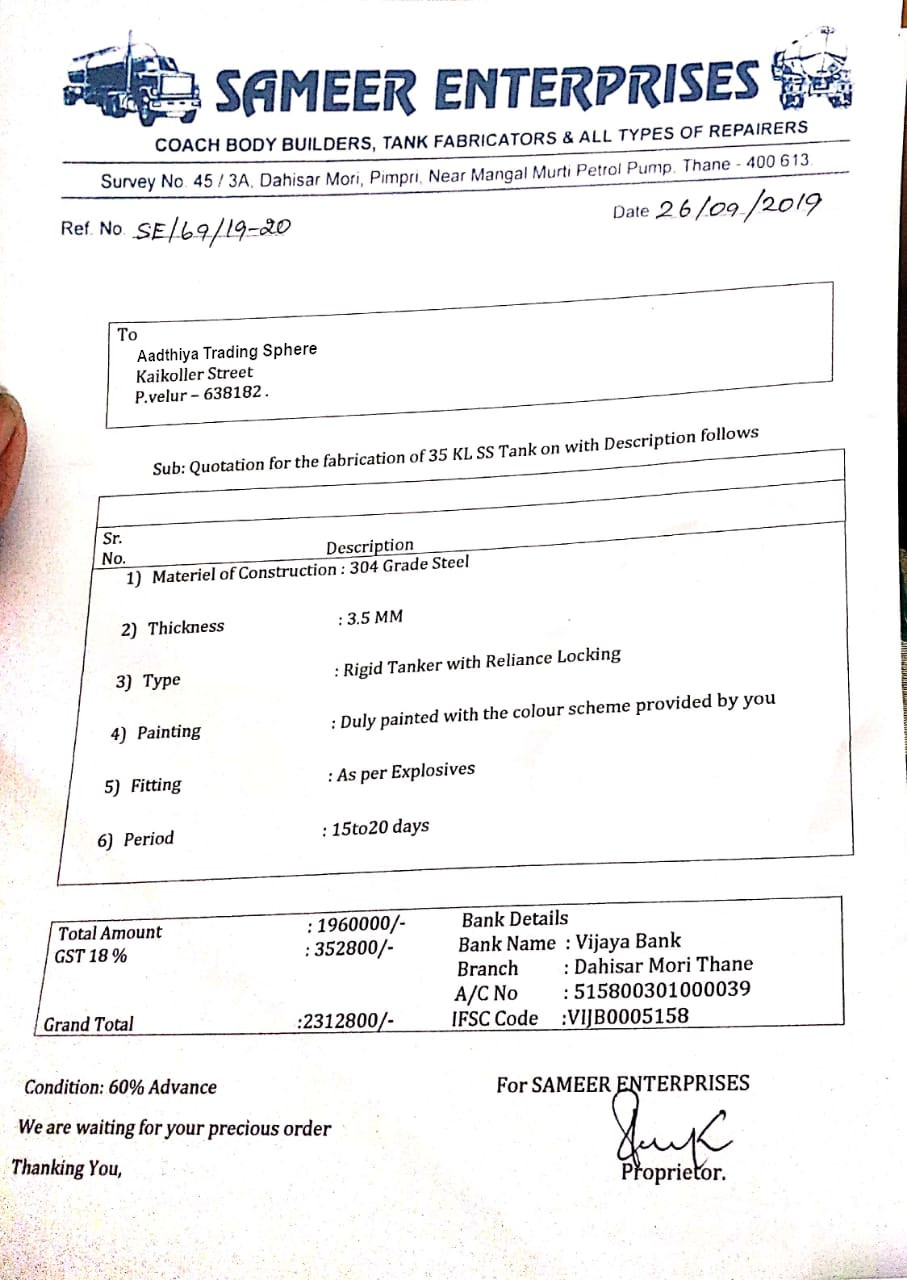 SAMEER ENTERPRISES
COACH BODY BUILDERS, TANK FABRICATORS & ALL TYPES OF REPAIRERS
Survey No. 45 / 3A, Dahisar Mori, Pimpri, Near Mangal Murti Petrol Pump, Thane - 400 613.
Ref. No. SE/69/19-20 Date 26/09/2019
To
Aadthiya Trading Sphere
Kaikoller Street
P.velur – 638182 .
Sub: Quotation for the fabrication of 35 KL SS Tank on with Description follows
Sr.
No. Description
1) Materiel of Construction : 304 Grade Steel
2) Thickness : 3.5 MM
3) Type : Rigid Tanker with Reliance Locking
4) Painting : Duly painted with the colour scheme provided by you
5) Fitting : As per Explosives
6) Period : 15to20 days
Total Amount : 1960000/- Bank Details
GST 18 % : 352800/- Bank Name : Vijaya Bank
Branch : Dahisar Mori Thane
A/C No : 515800301000039
Grand Total :2312800/- IFSC Code :VIJB0005158
Condition: 60% Advance For SAMEER ENTERPRISES
We are waiting for your precious order
Thanking You, Proprietor.